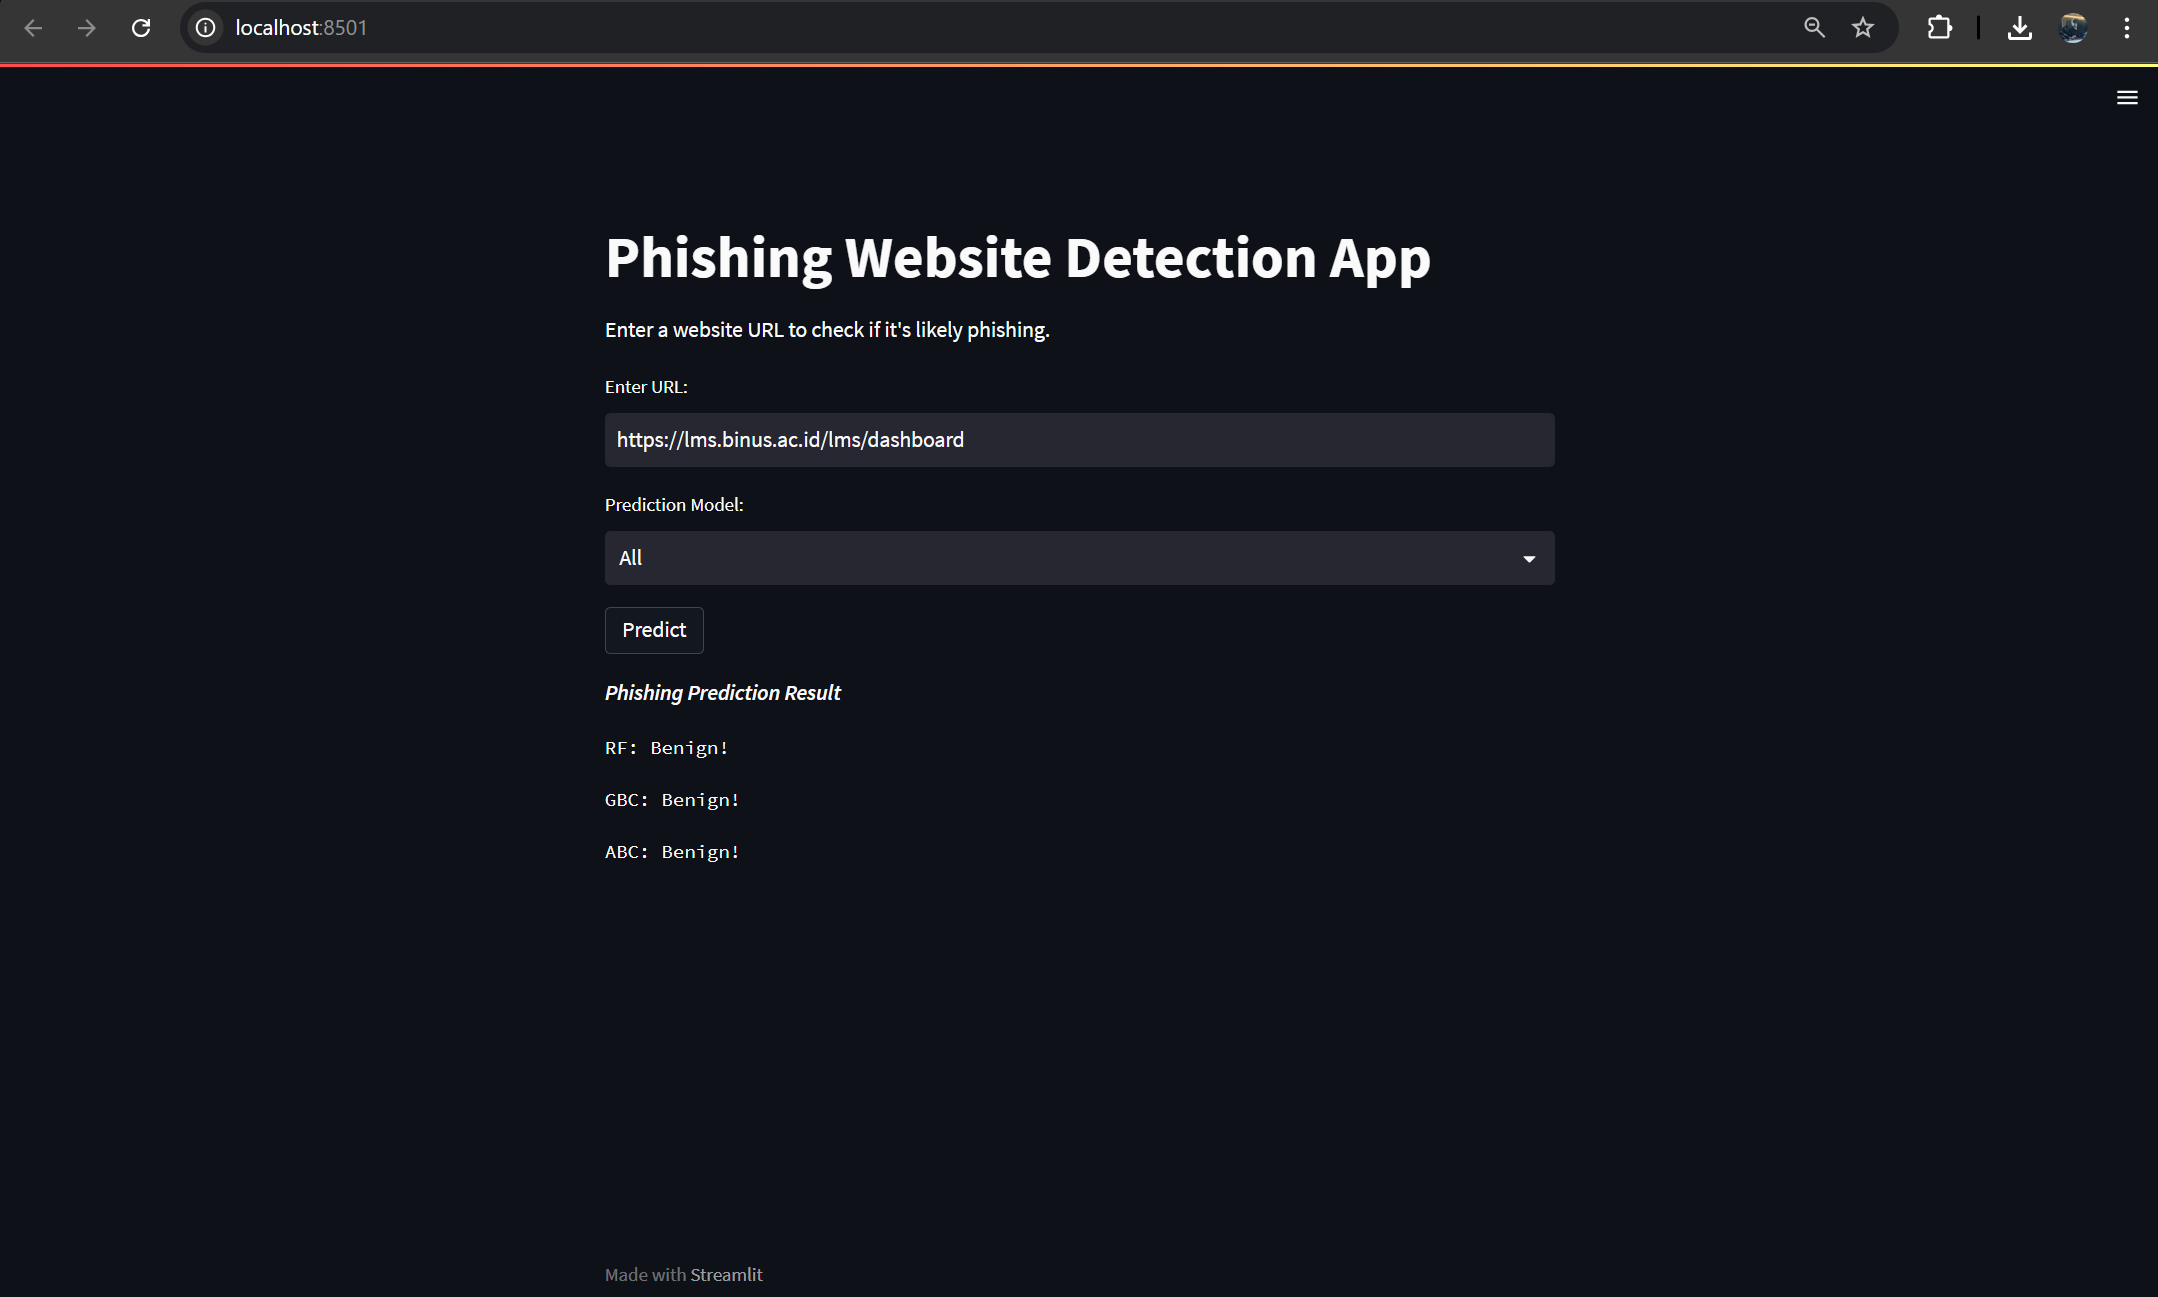 localhost:8501
Phishing Website Detection App
Enter a website URL to check if it's likely phishing.
Enter URL:
https://lms.binus.ac.id/lms/dashboard
Prediction Model:
All
Predict
Phishing Prediction Result
RF: Benign!
GBC: Benign!
ABC: Benign!
Made with Streamlit